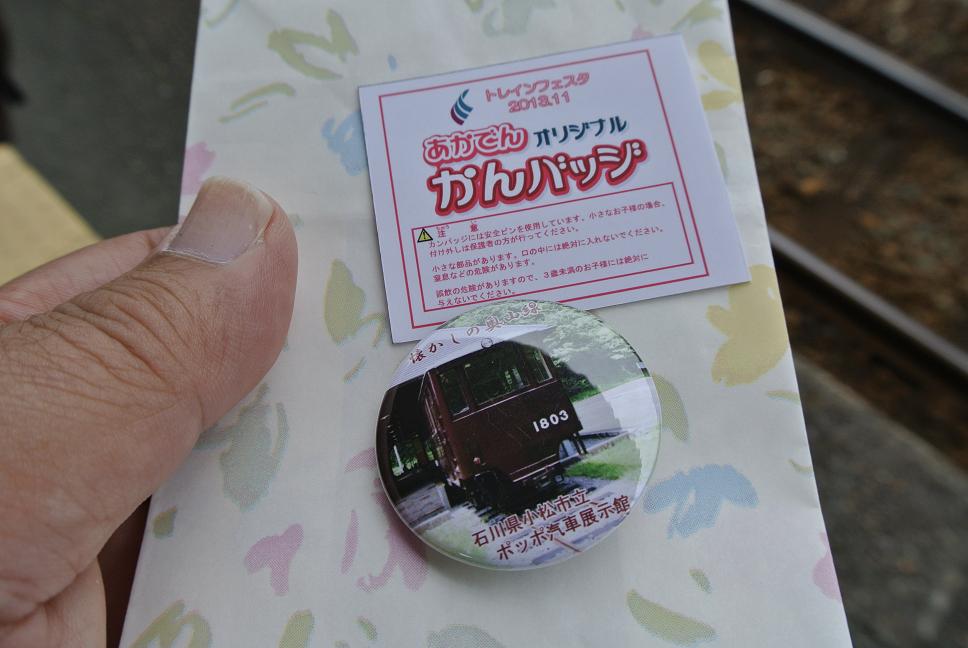 トレインフェスタ
2013.11
あかでん オリジナル
かんバッジ
注意
カンバッジには安全ピンを使用しています。小さなお子様の場合、
付け外しは保護者の方が行ってください。
小さな部品があります。口の中には絶対に入れないでください。
窒息などの危険があります。
誤飲の危険がありますので、3歳未満のお子様には絶対に
与えないでください。
懐かしの奥山線
1803
石川県小松市立
ポッポ汽車展示館